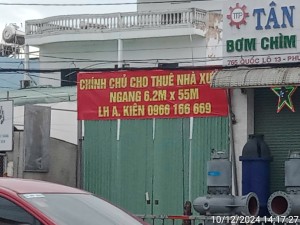 TÂN
BƠM CHÌM
CHÍNH CHỦ CHO THUÊ NHÀ
NGANG 6.2M x 55M
LH A. KIÊN 0966 166 669
10/12/2024 14:17:27